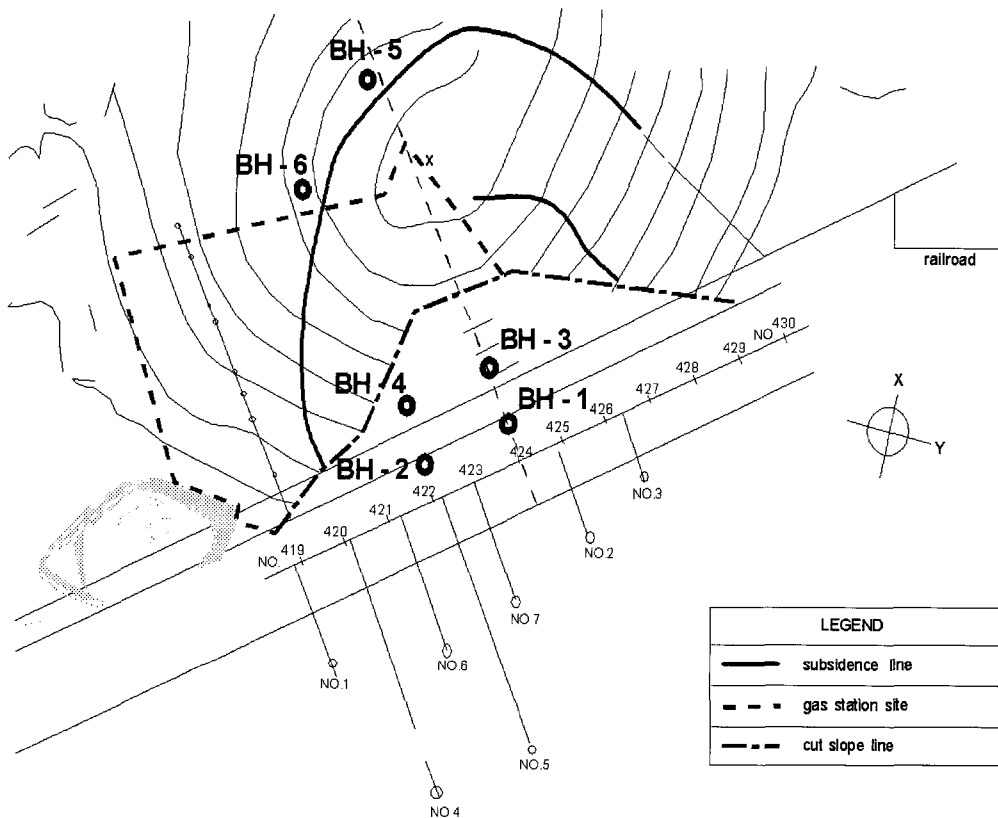 BH - 5
BH - 6
X
railroad
BH - 3
NO. 430
429
428
427
BH - 4
BH - 1
426
425
424
X
Y
BH - 2
423
422
421
420
NO. 419
NO.3
NO.2
NO 7
NO.6
NO.1
NO.5
NO 4
LEGEND
subsidence line
gas station site
cut slope line